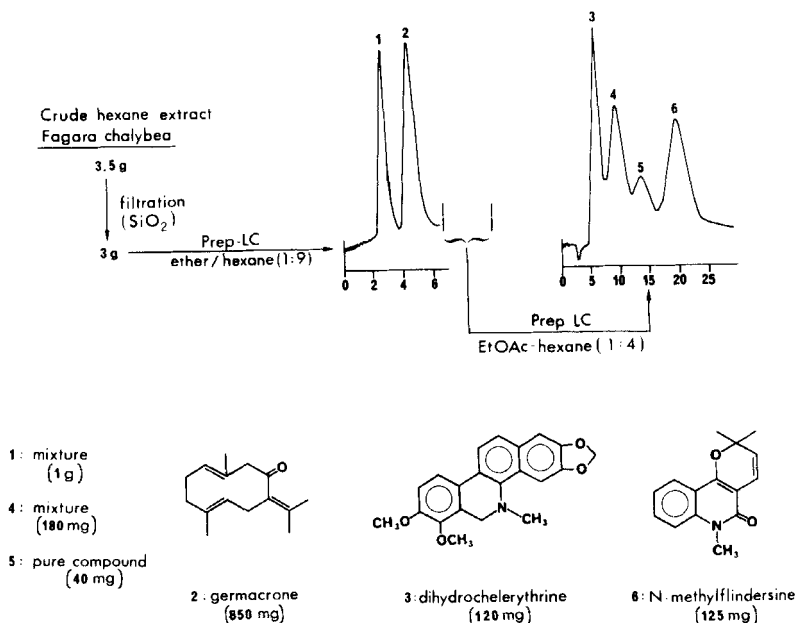 Crude hexane extract
Fagara chalybea
3.5 g
filtration
(SiO2)
3 g
Prep-LC
ether / hexane (1:9)
1
2
0 2 4 6
3
4
5
6
0 5 10 15 20 25
Prep LC
EtOAc-hexane (1:4)
1: mixture
(1 g)
4: mixture
(180 mg)
5: pure compound
(40 mg)
O
2: germacrone
(850 mg)
O
O
N
CH3
CH3O
OCH3
3: dihydrochelerythrine
(120 mg)
O
N
O
CH3
6: N-methylflindersine
(125 mg)